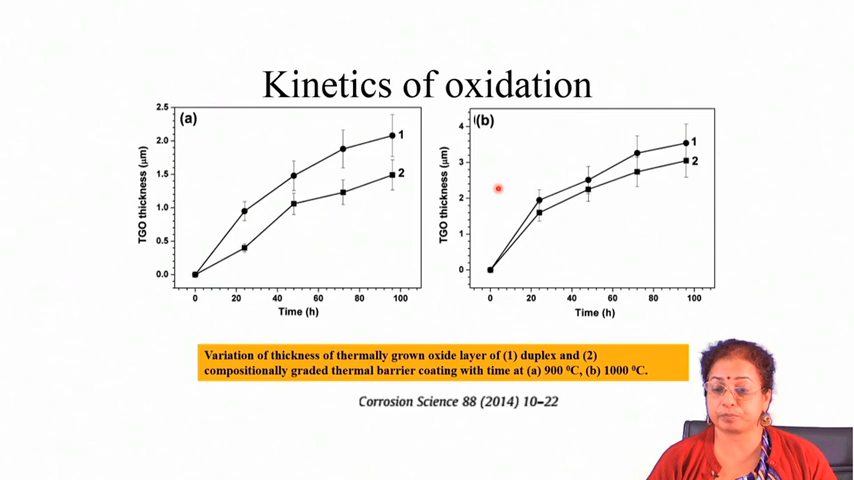 Kinetics of oxidation
(a)
2.5
2.0
1.5
1.0
0.5
0.0
TGO thickness (μm)
1
2
0 20 40 60 80 100
Time (h)
(b)
4
3
2
1
0
TGO thickness (μm)
1
2
0 20 40 60 80 100
Time (h)
Variation of thickness of thermally grown oxide layer of (1) duplex and (2)
compositionally graded thermal barrier coating with time at (a) 900 ⁰C, (b) 1000 ⁰C.
Corrosion Science 88 (2014) 10–22